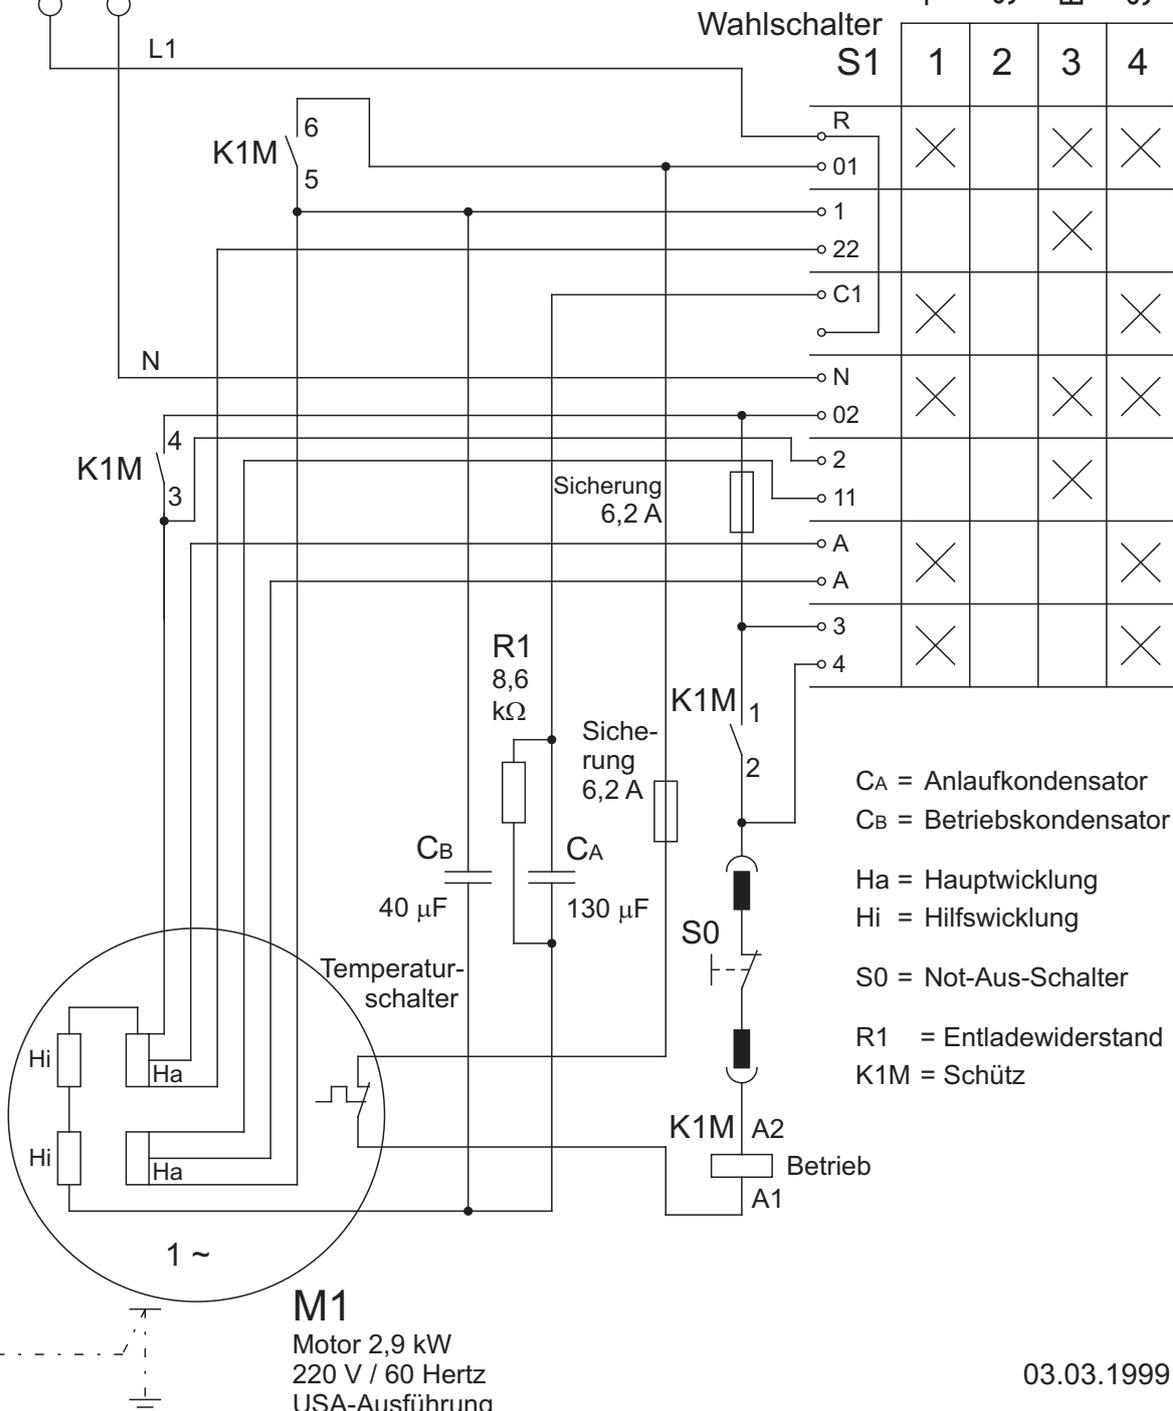 Wahlschalter
S1 1 2 3 4
L1
R
01
K1M
6
5
1
22
C1
N
N
02
K1M
4
3
2
11
Sicherung
6,2 A
A
A
3
4
R1
8,6
kΩ
K1M
1
2
Siche-
rung
6,2 A
CB
40 µF
CA
130 µF
CA = Anlaufkondensator
CB = Betriebskondensator
Ha = Hauptwicklung
Hi = Hilfswicklung
S0 = Not-Aus-Schalter
R1 = Entladewiderstand
K1M = Schütz
S0
Temperatur-
schalter
Hi
Ha
Hi
Ha
K1M
A2
Betrieb
A1
1 ~
M1
Motor 2,9 kW
220 V / 60 Hertz
USA-Ausführung
03.03.1999